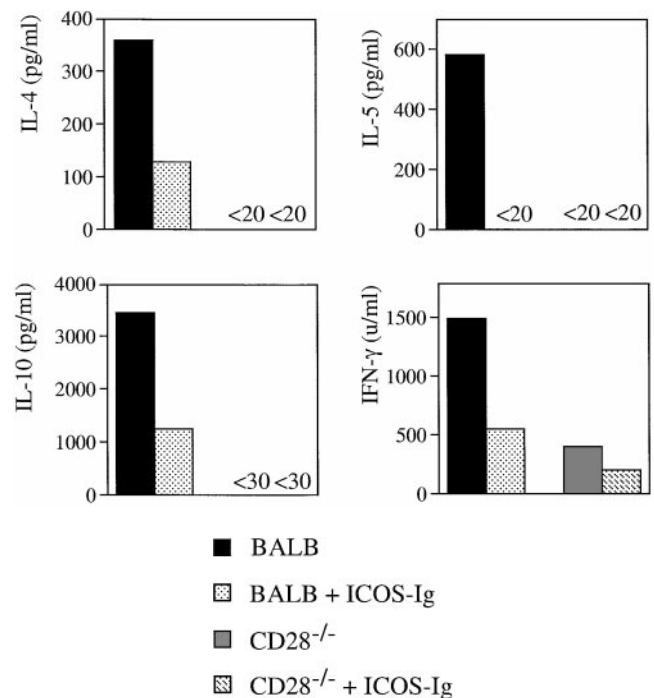 IL-4 (pg/ml)
400
300
200
100
0
<20 <20
IL-5 (pg/ml)
600
400
200
0
<20
<20 <20
IL-10 (pg/ml)
4000
3000
2000
1000
0
<30 <30
IFN-γ (u/ml)
1500
1000
500
0
BALB
BALB + ICOS-Ig
CD28-/-
CD28-/- + ICOS-Ig